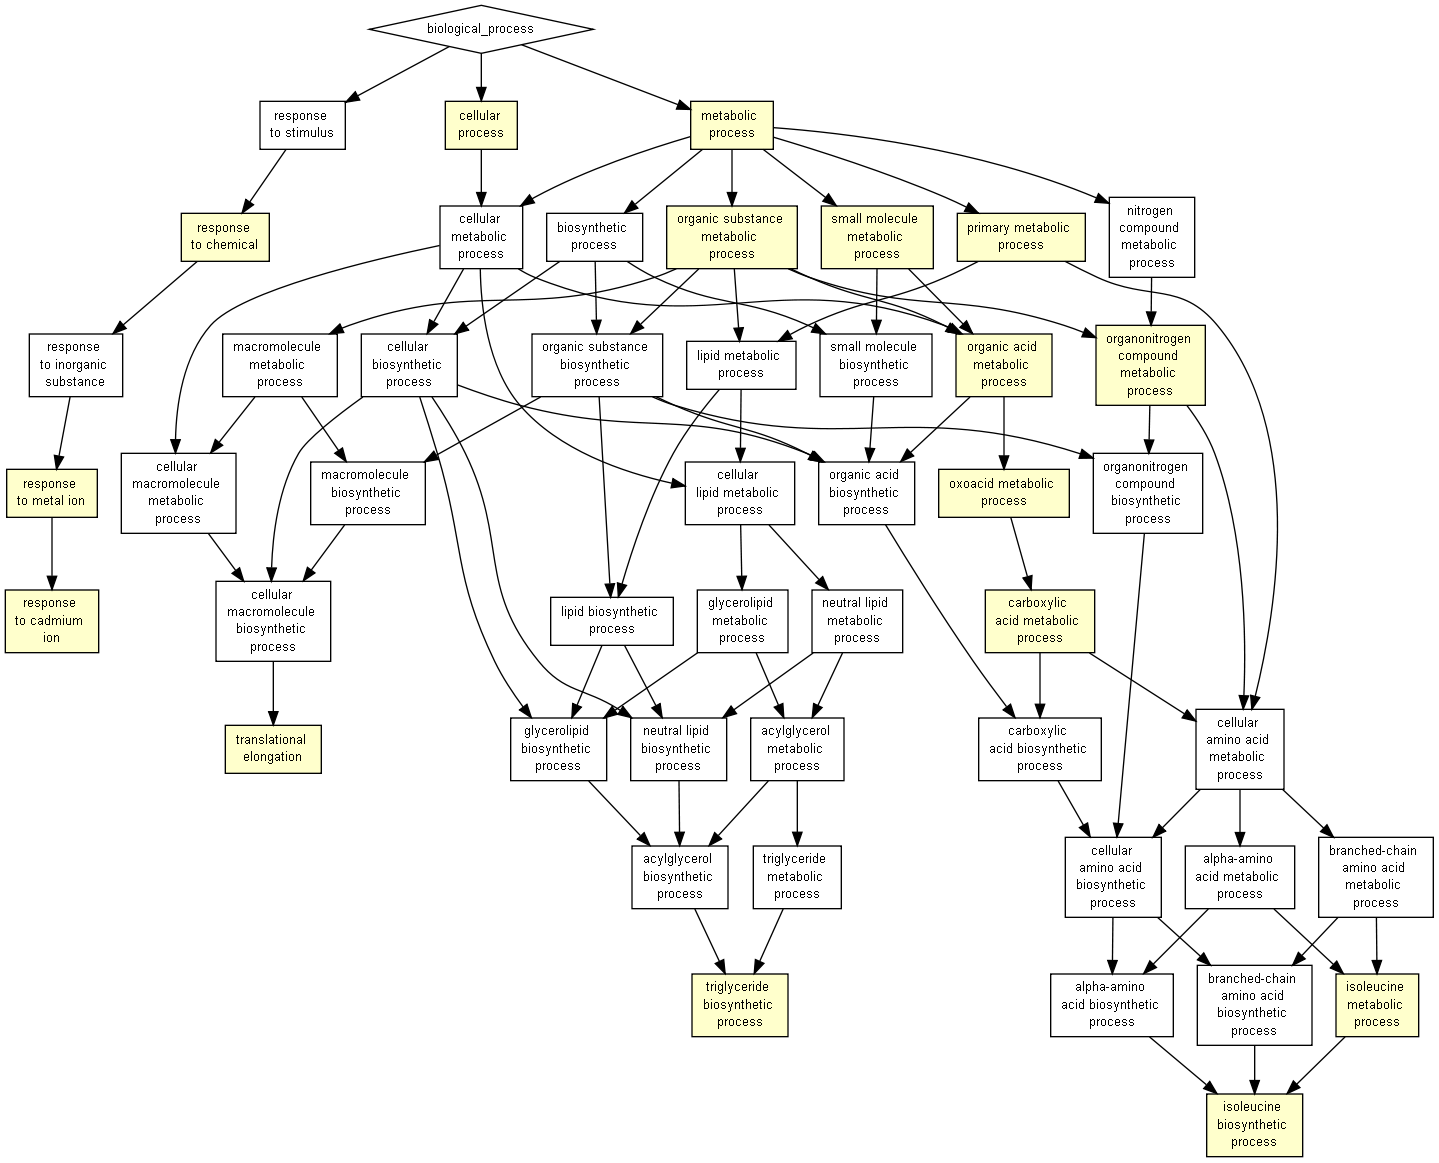 biological_process
response
to stimulus
cellular
process
metabolic
process
response
to chemical
cellular
metabolic
process
biosynthetic
process
organic substance
metabolic
process
small molecule
metabolic
process
primary metabolic
process
nitrogen
compound
metabolic
process
response
to inorganic
substance
macromolecule
metabolic
process
cellular
biosynthetic
process
organic substance
biosynthetic
process
lipid metabolic
process
small molecule
biosynthetic
process
organic acid
metabolic
process
organonitrogen
compound
metabolic
process
response
to metal ion
cellular
macromolecule
metabolic
process
macromolecule
biosynthetic
process
cellular
lipid metabolic
process
organic acid
biosynthetic
process
oxoacid metabolic
process
organonitrogen
compound
biosynthetic
process
response
to cadmium
ion
cellular
macromolecule
biosynthetic
process
lipid biosynthetic
process
glycerolipid
metabolic
process
neutral lipid
metabolic
process
carboxylic
acid metabolic
process
translational
elongation
glycerolipid
biosynthetic
process
neutral lipid
biosynthetic
process
acylglycerol
metabolic
process
carboxylic
acid biosynthetic
process
cellular
amino acid
metabolic
process
acylglycerol
biosynthetic
process
triglyceride
metabolic
process
cellular
amino acid
biosynthetic
process
alpha-amino
acid metabolic
process
branched-chain
amino acid
metabolic
process
triglyceride
biosynthetic
process
alpha-amino
acid biosynthetic
process
branched-chain
amino acid
biosynthetic
process
isoleucine
metabolic
process
isoleucine
biosynthetic
process